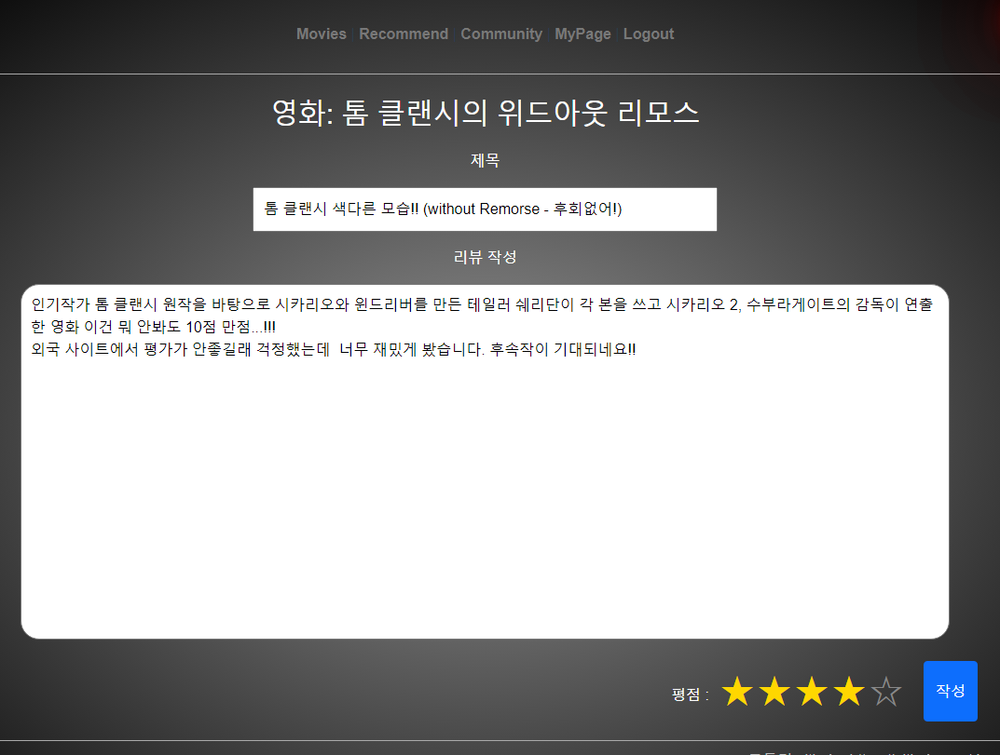 Movies | Recommend | Community | MyPage | Logout
영화: 톰 클랜시의 위드아웃 리모스
제목
톰 클랜시 색다른 모습!! (without Remorse - 후회없어!)
리뷰 작성
인기작가 톰 클랜시 원작을 바탕으로 시카리오와 윈드리버를 만든 테일러 쉐리단이 각 본을 쓰고 시카리오 2, 수부라게이트의 감독이 연출
한 영화 이건 뭐 안봐도 10점 만점...!!!
외국 사이트에서 평가가 안좋길래 걱정했는데  너무 재밌게 봤습니다. 후속작이 기대되네요!!
평점 : ★★★★☆ 작성